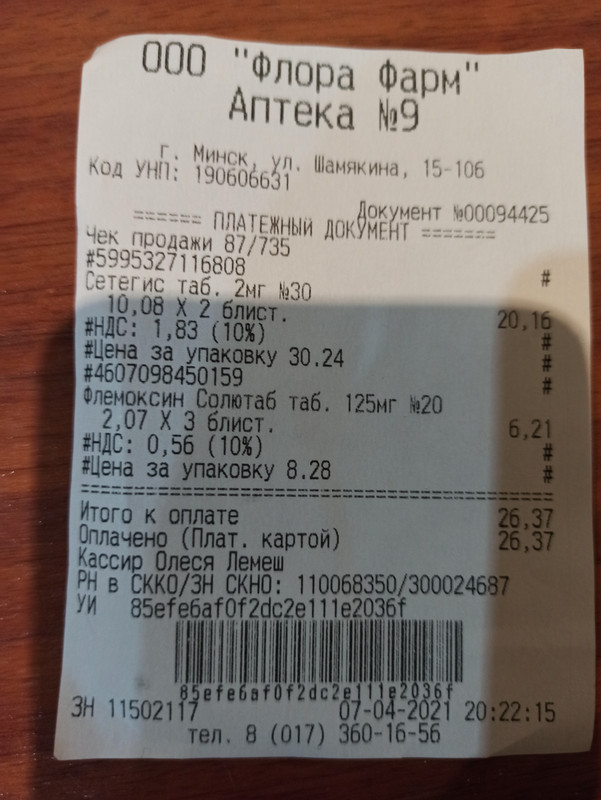 ООО "Флора Фарм"
Аптека №9
г. Минск, ул. Шамякина, 15-106
Код УНП: 190606631
Документ №00094425
====== ПЛАТЕЖНЫЙ ДОКУМЕНТ =======
Чек продажи 87/735
#5995327116808 #
Сетегис таб. 2мг №30
10,08 X 2 блист. 20,16
#НДС: 1,83 (10%) #
#Цена за упаковку 30.24 #
#4607098450159 #
Флемоксин Солютаб таб. 125мг №20
2,07 X 3 блист. 6,21
#НДС: 0,56 (10%) #
#Цена за упаковку 8.28 #
================================================
Итого к оплате 26,37
Оплачено (Плат. картой) 26,37
Кассир Олеся Лемеш
РН в СККО/ЗН СКНО: 110068350/300024687
УИ 85efe6af0f2dc2e111e2036f
85efe6af0f2dc2e111e2036f
ЗН 11502117 07-04-2021 20:22:15
тел. 8 (017) 360-16-56